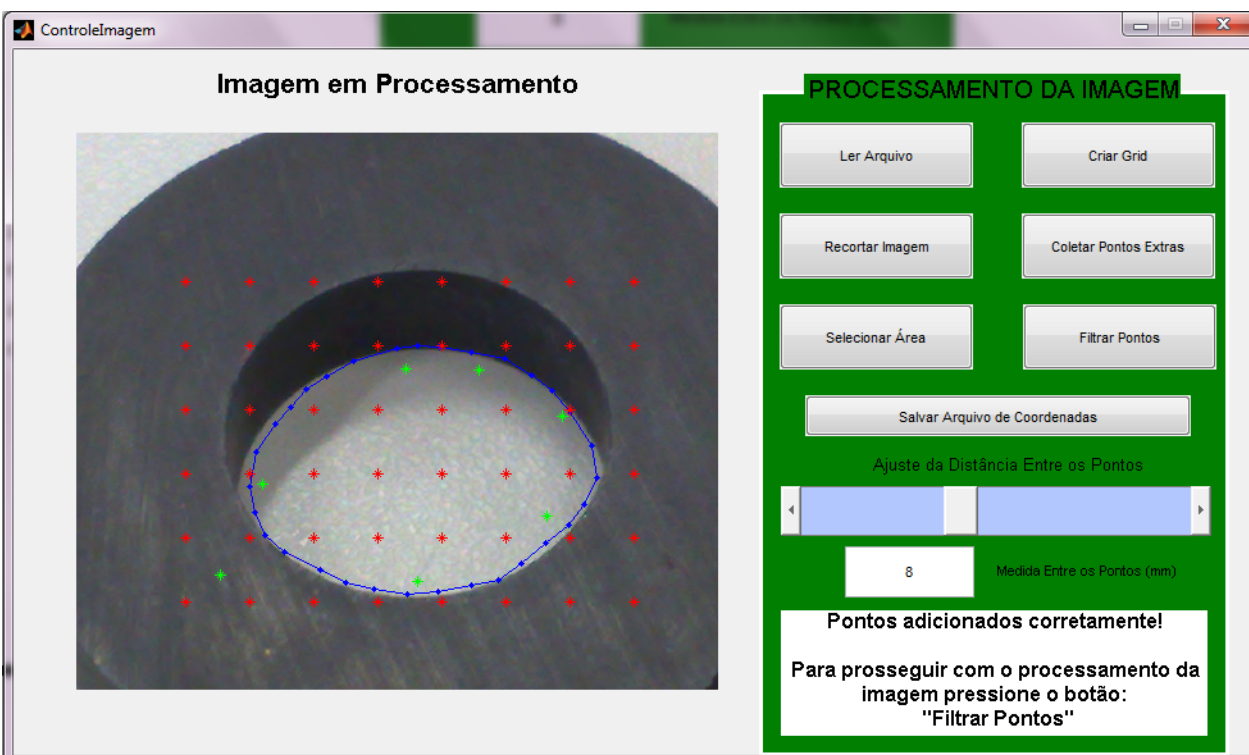 ControleImagem
Imagem em Processamento
PROCESSAMENTO DA IMAGEM
Ler Arquivo
Criar Grid
Recortar Imagem
Coletar Pontos Extras
Selecionar Área
Filtrar Pontos
Salvar Arquivo de Coordenadas
Ajuste da Distância Entre os Pontos
8
Medida Entre os Pontos (mm)
Pontos adicionados corretamente!
Para prosseguir com o processamento da
imagem pressione o botão:
"Filtrar Pontos"